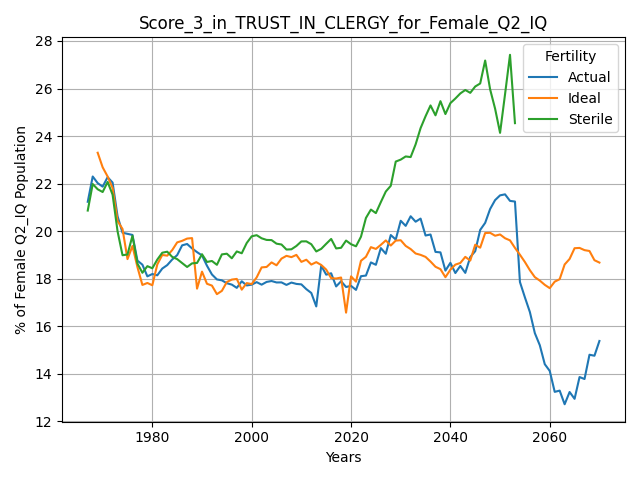 Score_3_in_TRUST_IN_CLERGY_for_Female_Q2_IQ
% of Female Q2_IQ Population
28
26
24
22
20
18
16
14
12
Fertility
Actual
Ideal
Sterile
1980
2000
2020
2040
2060
Years